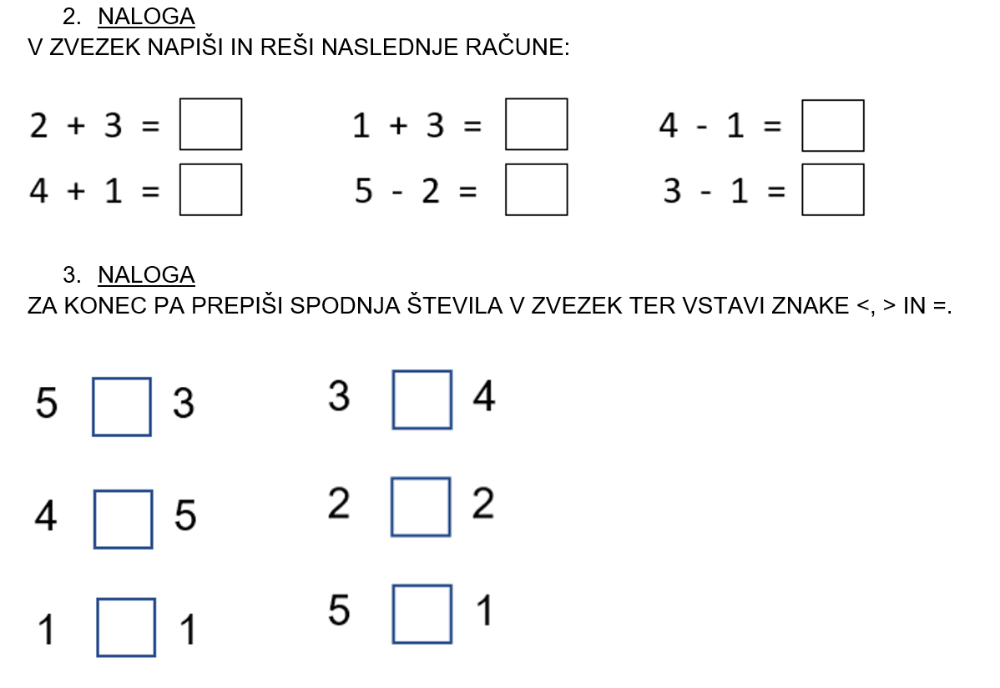 2. NALOGA
V ZVEZEK NAPIŠI IN REŠI NASLEDNJE RAČUNE:
2 + 3 = 1 + 3 = 4 - 1 =
4 + 1 = 5 - 2 = 3 - 1 =
3. NALOGA
ZA KONEC PA PREPIŠI SPODNJA ŠTEVILA V ZVEZEK TER VSTAVI ZNAKE <, > IN =.
5 3 3 4
4 5 2 2
1 1 5 1